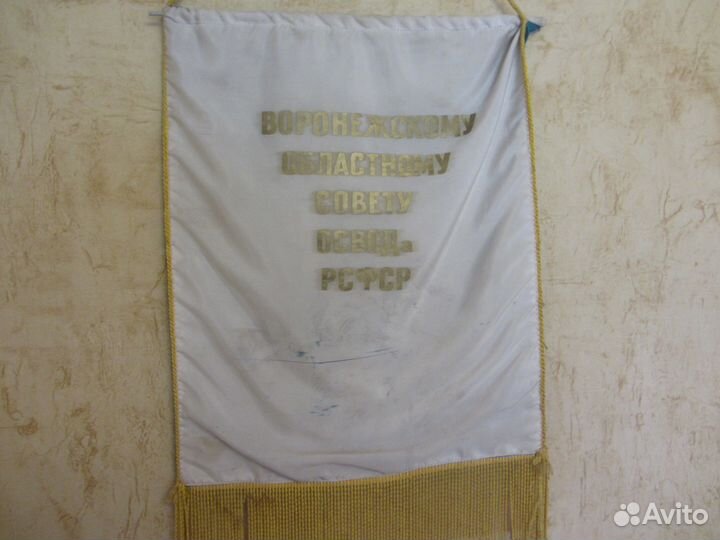 ВОРОНЕЖСКОМУ
ОБЛАСТНОМУ
СОВЕТУ
ОСВОДа
РСФСР
Avito